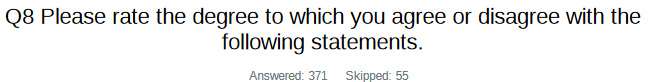 Q8 Please rate the degree to which you agree or disagree with the
following statements.
Answered: 371 Skipped: 55